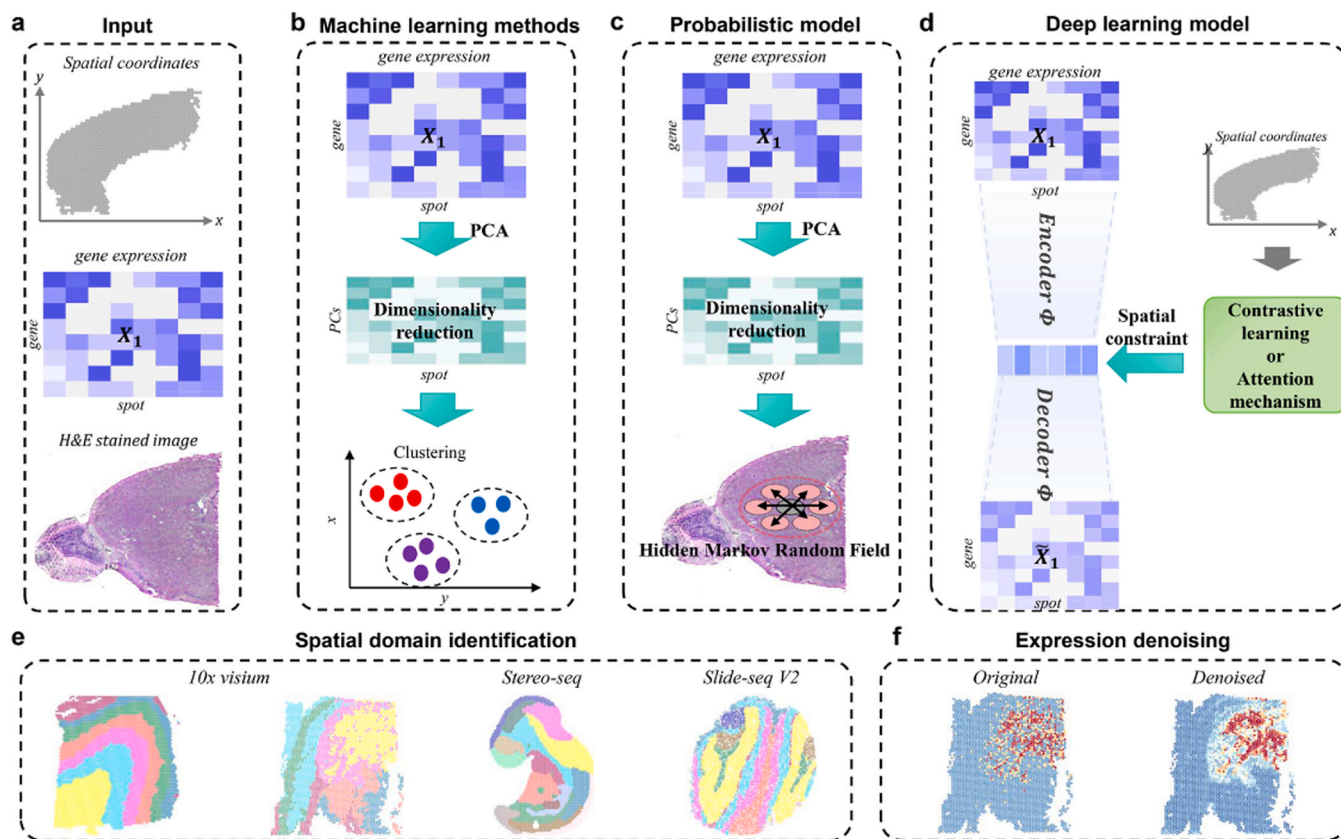 a
Input
Spatial coordinates
y
x
gene expression
gene
X₁
spot
H&E stained image
b
Machine learning methods
gene expression
gene
X₁
spot
PCA
PCs
Dimensionality
reduction
spot
Clustering
x
y
c
Probabilistic model
gene expression
gene
X₁
spot
PCA
PCs
Dimensionality
reduction
spot
Hidden Markov Random Field
d
Deep learning model
gene expression
gene
X₁
spot
Encoder Φ
Spatial coordinates
y
x
Spatial
constraint
Contrastive
learning
or
Attention
mechanism
Decoder Φ
gene
X̃₁
spot
e
Spatial domain identification
10x visium
Stereo-seq
Slide-seq V2
f
Expression denoising
Original
Denoised